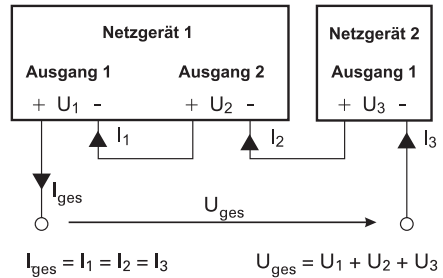 Netzgerät 1
Netzgerät 2
Ausgang 1
Ausgang 2
Ausgang 1
+ U1 -
+ U2 -
+ U3 -
I1
I2
I3
Iges
Uges
Iges = I1 = I2 = I3
Uges = U1 + U2 + U3